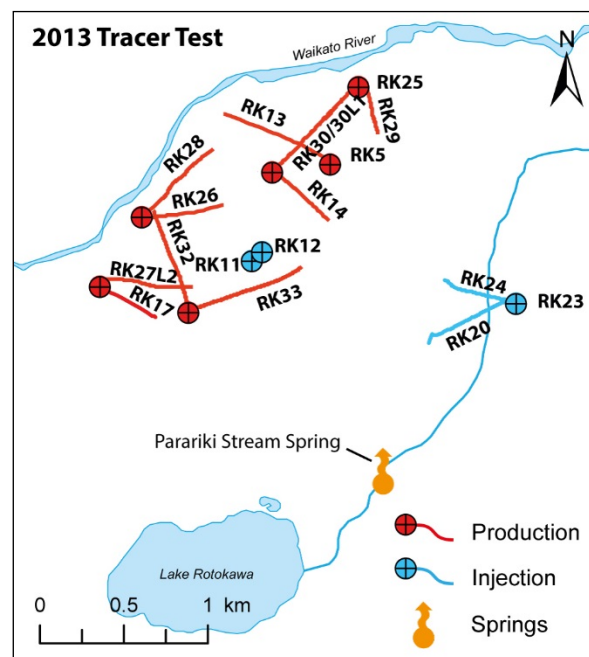 2013 Tracer Test
Waikato River
N
RK25
RK13
RK30/30L1
RK29
RK28
RK5
RK26
RK14
RK32
RK12
RK11
RK27L2
RK33
RK17
RK24
RK23
RK20
Parariki Stream Spring
Production
Lake Rotokawa
Injection
0 0.5 1 km
Springs